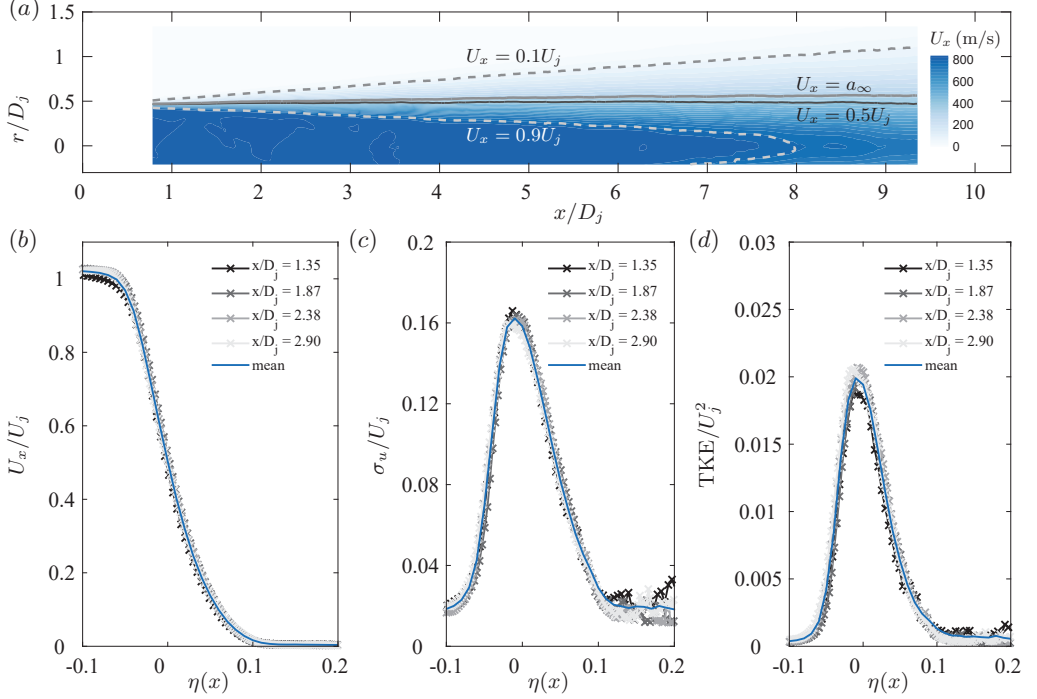 (a)
1.5
1
0.5
0
r/D_j
U_x = 0.1U_j
U_x = a_∞
U_x = 0.5U_j
U_x = 0.9U_j
U_x (m/s)
800
600
400
200
0
0 1 2 3 4 5 6 7 8 9 10
x/D_j
(b)
1
0.8
0.6
0.4
0.2
0
U_x/U_j
x/D_j = 1.35
x/D_j = 1.87
x/D_j = 2.38
x/D_j = 2.90
mean
-0.1 0 0.1 0.2
η(x)
(c)
0.2
0.16
0.12
0.08
0.04
0
σ_u/U_j
x/D_j = 1.35
x/D_j = 1.87
x/D_j = 2.38
x/D_j = 2.90
mean
-0.1 0 0.1 0.2
η(x)
(d)
0.03
0.025
0.02
0.015
0.01
0.005
0
TKE/U_j^2
x/D_j = 1.35
x/D_j = 1.87
x/D_j = 2.38
x/D_j = 2.90
mean
-0.1 0 0.1 0.2
η(x)